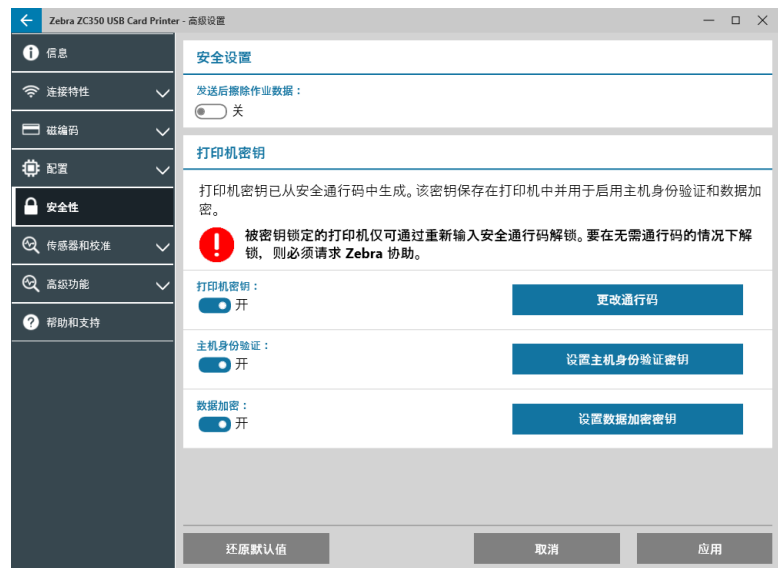 Zebra ZC350 USB Card Printer - 高级设置
信息
连接特性
磁编码
配置
安全性
传感器和校准
高级功能
帮助和支持
安全设置
发送后擦除作业数据：
关
打印机密钥
打印机密钥已从安全通行码中生成。该密钥保存在打印机中并用于启用主机身份验证和数据加
密。
被密钥锁定的打印机仅可通过重新输入安全通行码解锁。要在无需通行码的情况下解
锁，则必须请求 Zebra 协助。
打印机密钥：
开
更改通行码
主机身份验证：
开
设置主机身份验证密钥
数据加密：
开
设置数据加密密钥
还原默认值
取消
应用